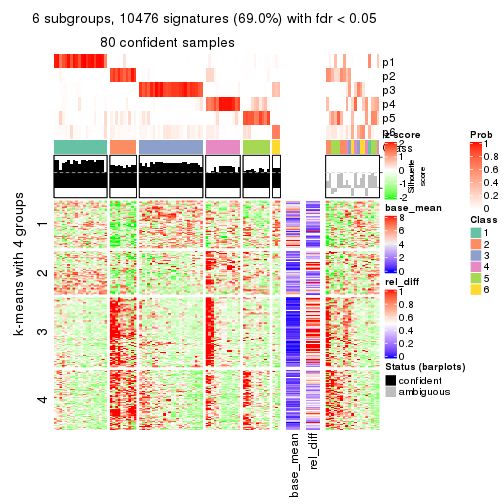 6 subgroups, 10476 signatures (69.0%) with fdr < 0.05
80 confident samples
p1
p2
p3
p4
p5
p6
Class
z-score
2
1
0
-1
-2
Silhouette
score
Prob
1
0.8
0.6
0.4
0.2
0
base_mean
8
6
4
2
0
Class
1
2
3
4
5
6
rel_diff
1
0.8
0.6
0.4
0.2
0
Status (barplots)
confident
ambiguous
k-means with 4 groups
1
2
3
4
base_mean
rel_diff